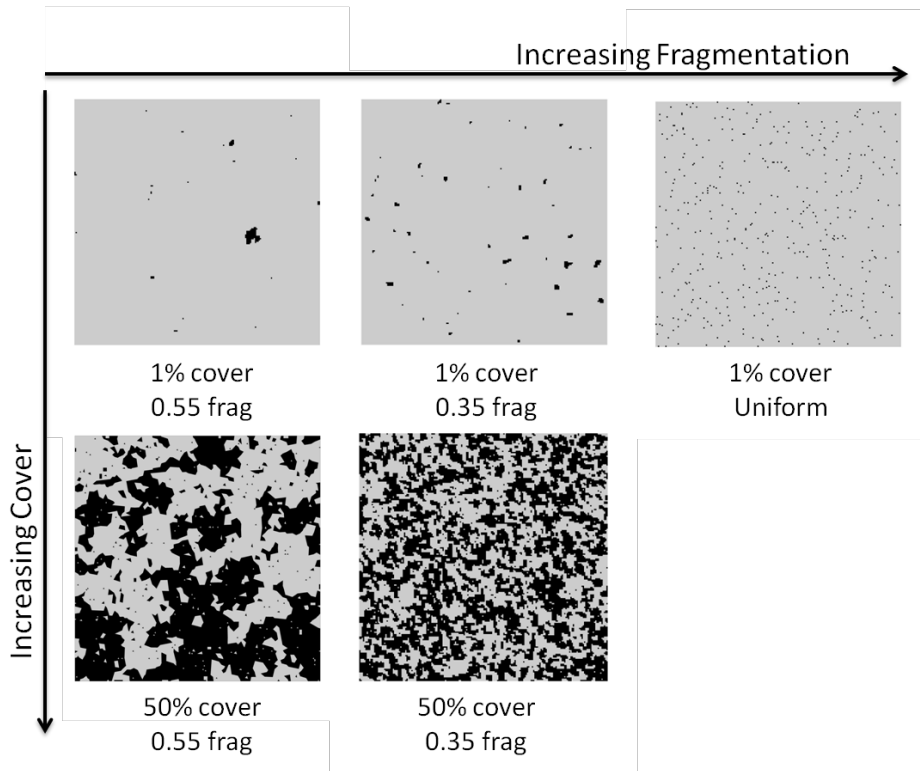 Increasing Fragmentation
Increasing Cover
1% cover
0.55 frag
1% cover
0.35 frag
1% cover
Uniform
50% cover
0.55 frag
50% cover
0.35 frag